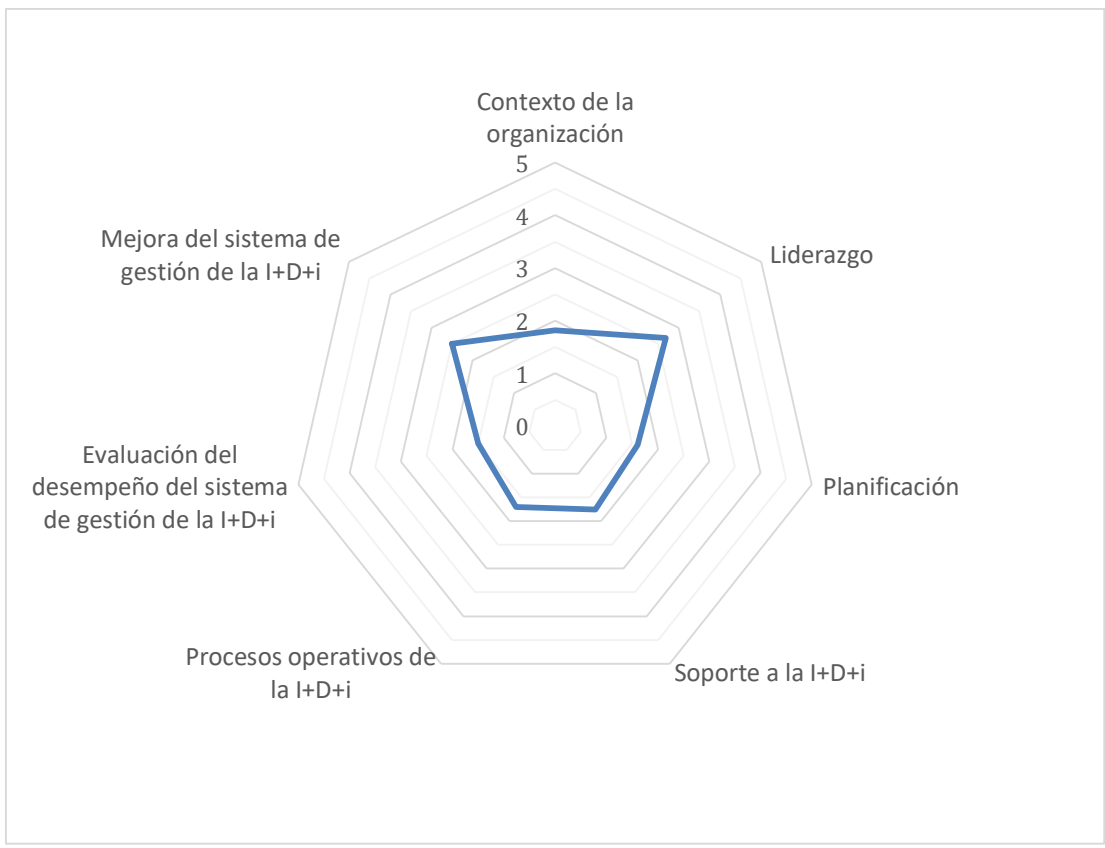 Contexto de la
organización
5
4
3
2
1
0
Liderazgo
Planificación
Soporte a la I+D+i
Procesos operativos de
la I+D+i
Evaluación del
desempeño del sistema
de gestión de la I+D+i
Mejora del sistema de
gestión de la I+D+i